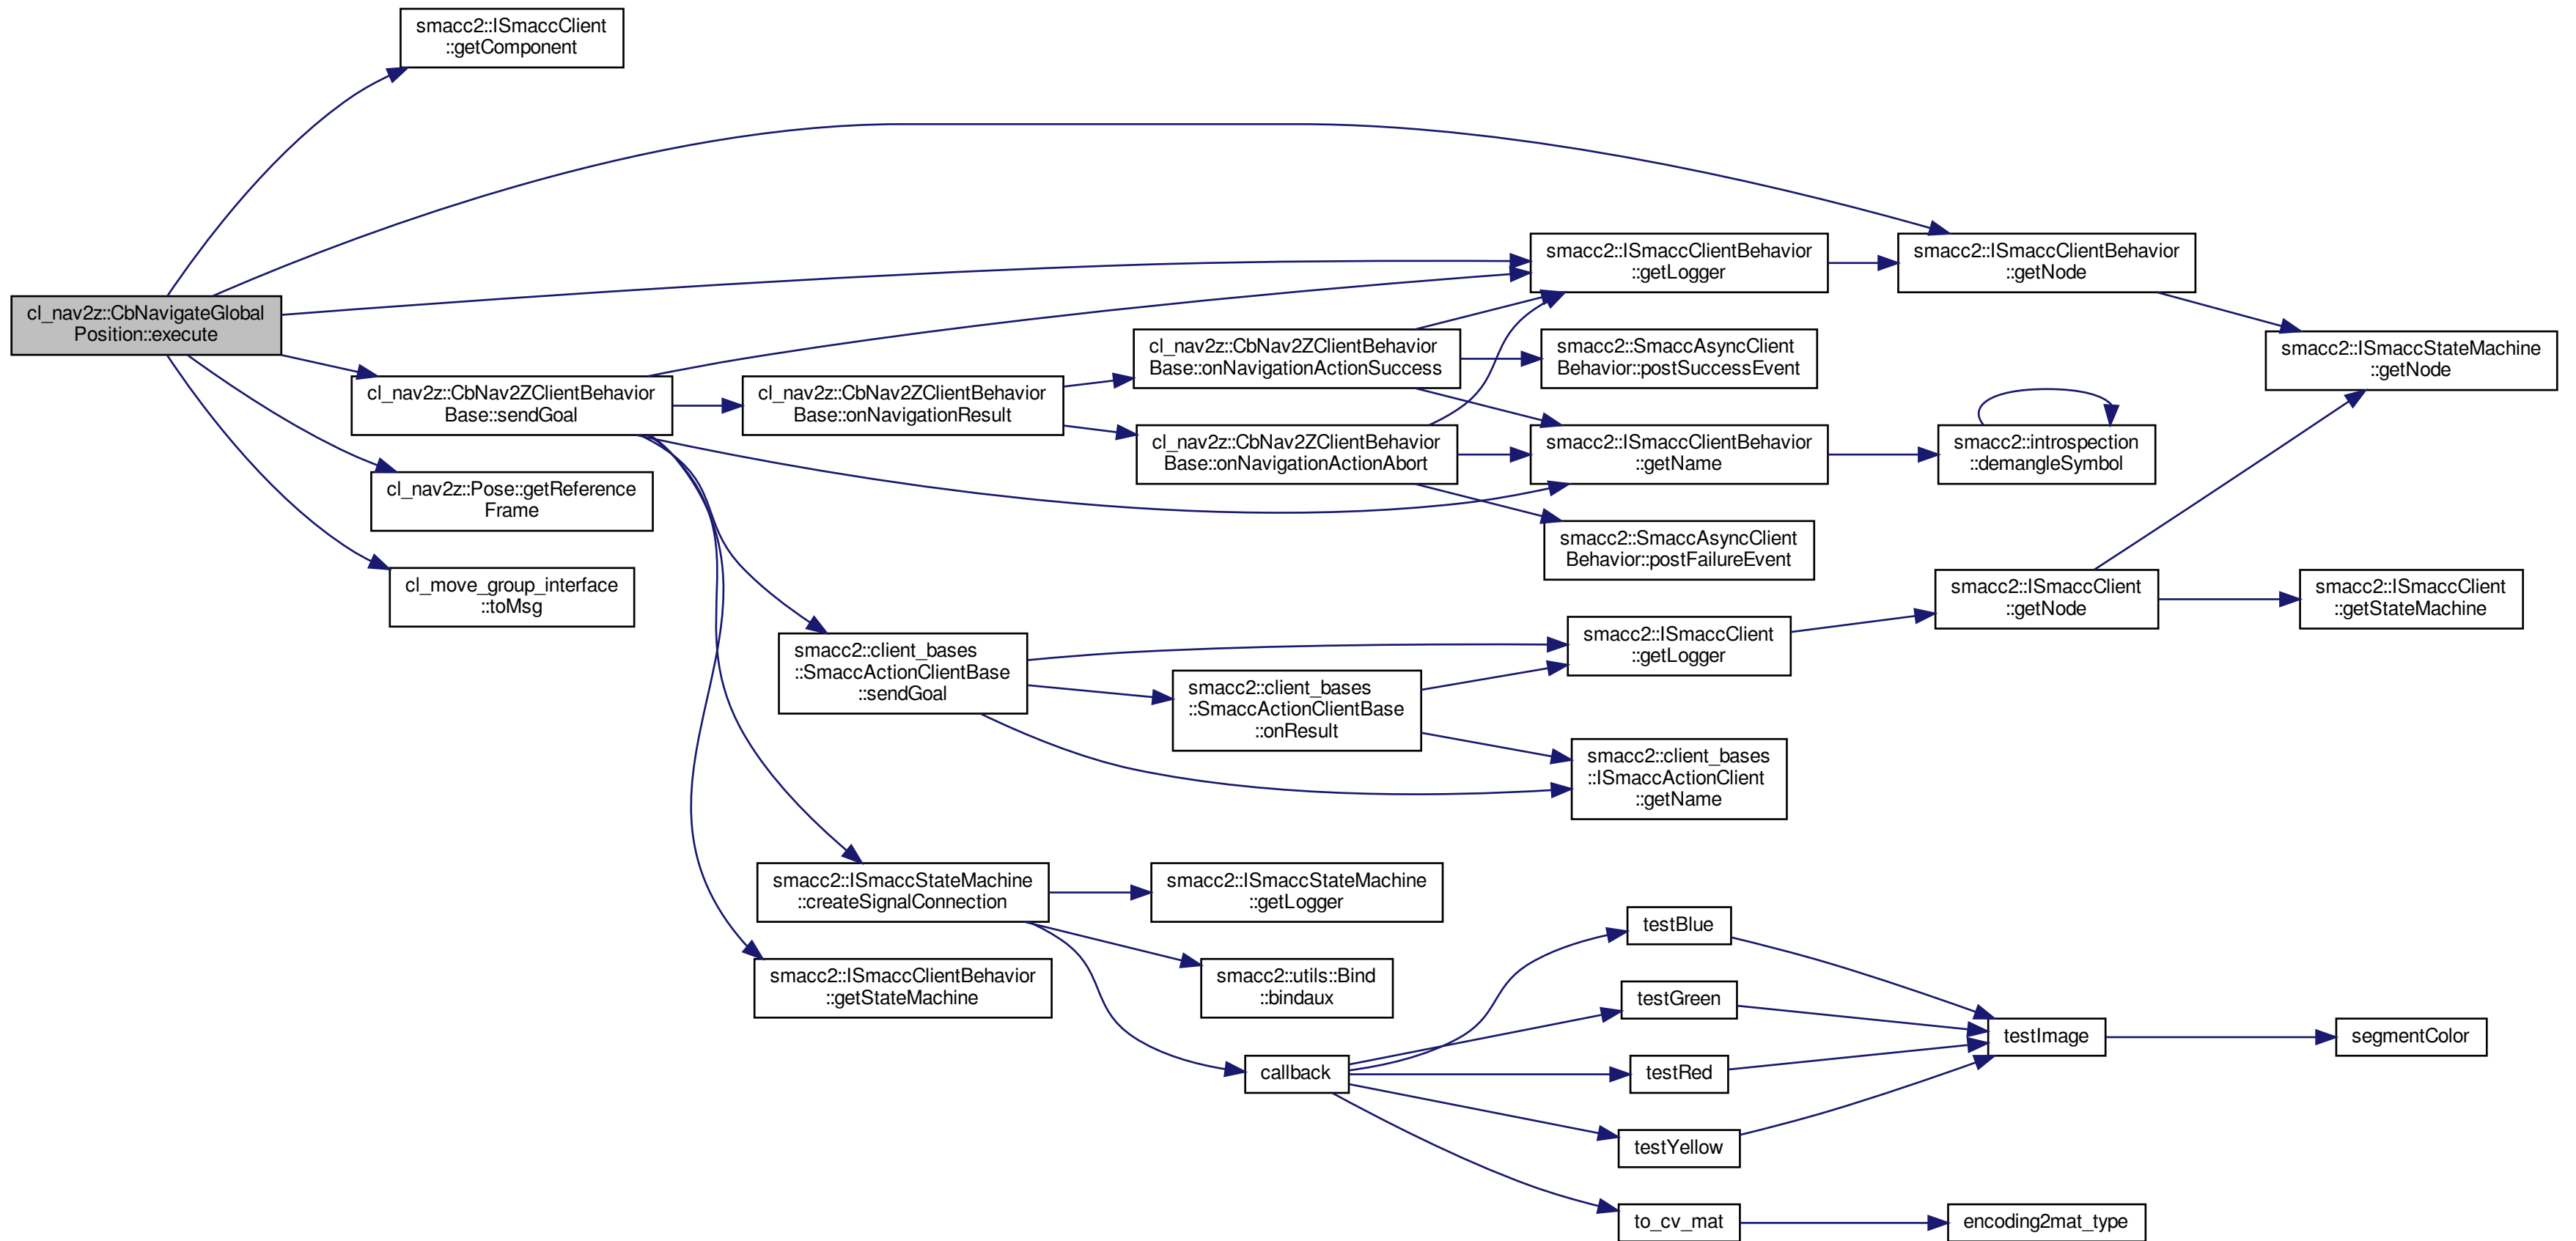 smacc2::ISmaccClient
::getComponent
cl_nav2z::CbNavigateGlobal
Position::execute
cl_nav2z::CbNav2ZClientBehavior
Base::sendGoal
cl_nav2z::Pose::getReference
Frame
cl_move_group_interface
::toMsg
cl_nav2z::CbNav2ZClientBehavior
Base::onNavigationResult
smacc2::client_bases
::SmaccActionClientBase
::sendGoal
smacc2::ISmaccStateMachine
::createSignalConnection
smacc2::ISmaccClientBehavior
::getStateMachine
cl_nav2z::CbNav2ZClientBehavior
Base::onNavigationActionSuccess
cl_nav2z::CbNav2ZClientBehavior
Base::onNavigationActionAbort
smacc2::client_bases
::SmaccActionClientBase
::onResult
smacc2::ISmaccStateMachine
::getLogger
smacc2::utils::Bind
::bindaux
callback
smacc2::ISmaccClientBehavior
::getLogger
smacc2::SmaccAsyncClient
Behavior::postSuccessEvent
smacc2::ISmaccClientBehavior
::getName
smacc2::SmaccAsyncClient
Behavior::postFailureEvent
smacc2::ISmaccClient
::getLogger
smacc2::client_bases
::ISmaccActionClient
::getName
testBlue
testGreen
testRed
testYellow
to_cv_mat
smacc2::ISmaccClientBehavior
::getNode
smacc2::introspection
::demangleSymbol
smacc2::ISmaccClient
::getNode
testImage
encoding2mat_type
smacc2::ISmaccStateMachine
::getNode
smacc2::ISmaccClient
::getStateMachine
segmentColor